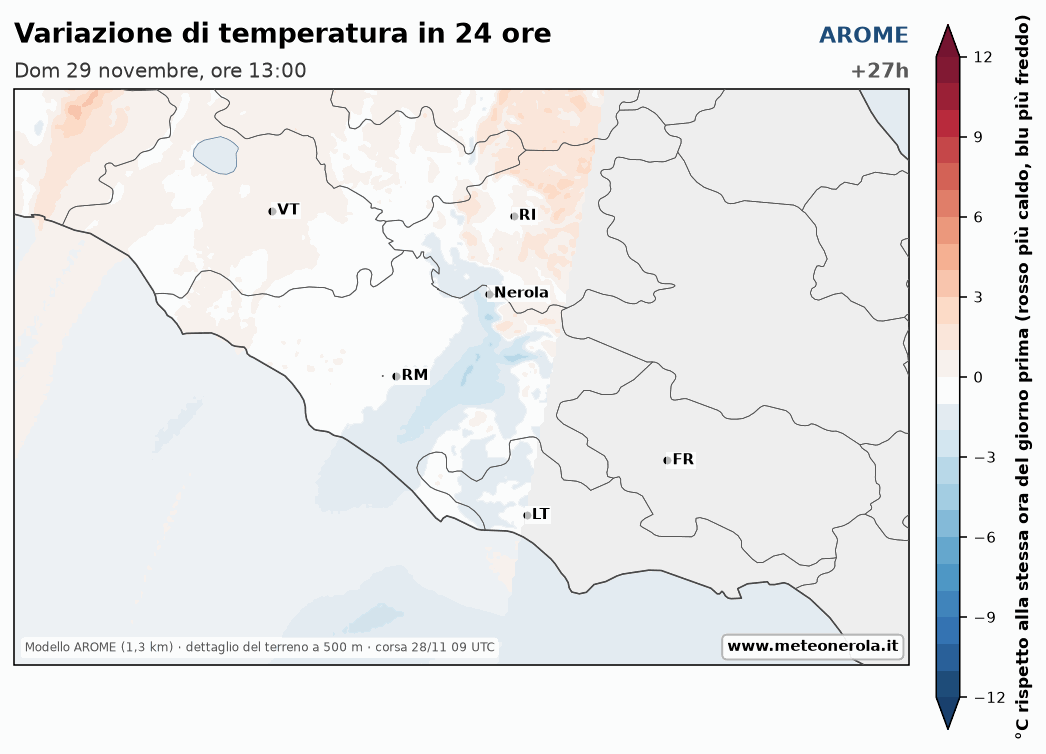 Variazione di temperatura in 24 ore
AROME
Dom 29 novembre, ore 13:00
+27h
VT
RI
Nerola
RM
FR
LT
Modello AROME (1,3 km) · dettaglio del terreno a 500 m · corsa 28/11 09 UTC
www.meteonerola.it
12
9
6
3
0
−3
−6
−9
−12
°C rispetto alla stessa ora del giorno prima (rosso più caldo, blu più freddo)